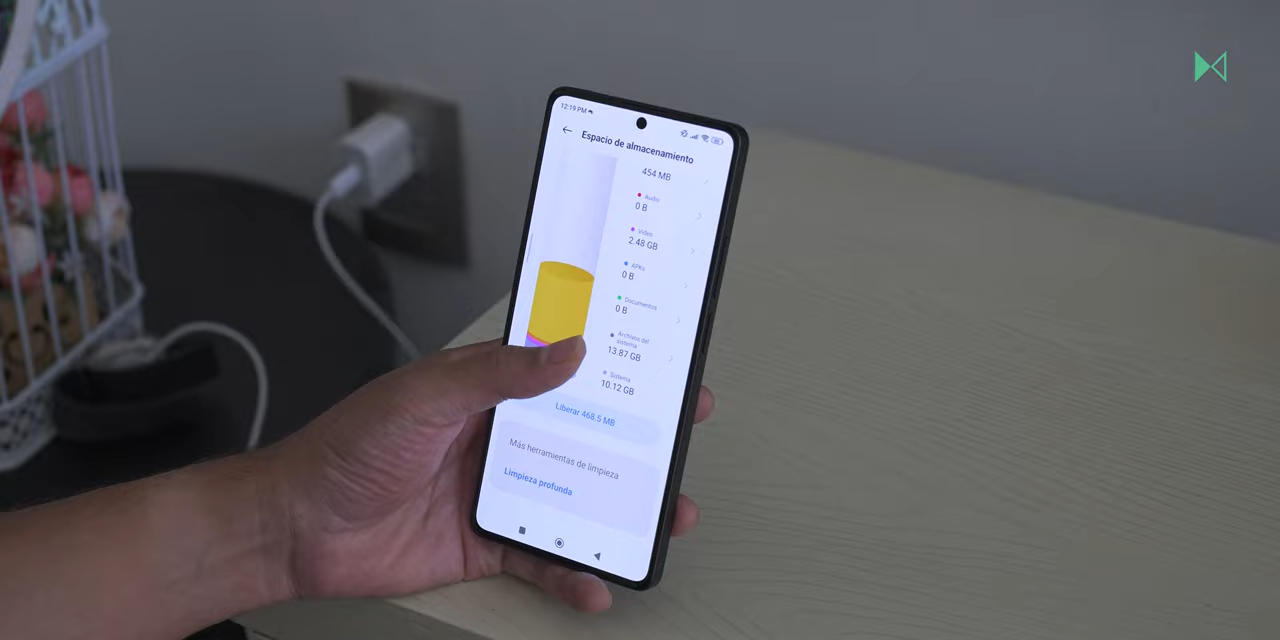 12:19 PM
Espacio de almacenamiento
454 MB
Audio
0 B
Video
2.48 GB
APKs
0 B
Documentos
0 B
Archivos del
sistema
13.87 GB
Sistema
10.12 GB
Liberar 468.5 MB
Más herramientas de limpieza
Limpieza profunda